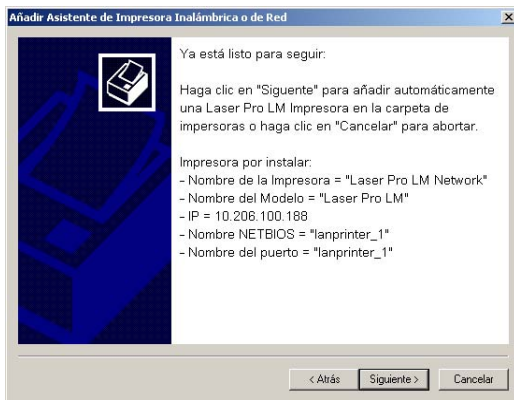 Añadir Asistente de Impresora Inalámbrica o de Red
Ya está listo para seguir:
Haga clic en "Siguente" para añadir automáticamente
una Laser Pro LM Impresora en la carpeta de
impersoras o haga clic en "Cancelar" para abortar.
Impresora por instalar:
- Nombre de la Impresora = "Laser Pro LM Network"
- Nombre del Modelo = "Laser Pro LM"
- IP = 10.206.100.188
- Nombre NETBIOS = "lanprinter_1"
- Nombre del puerto = "lanprinter_1"
< Atrás Siguiente > Cancelar